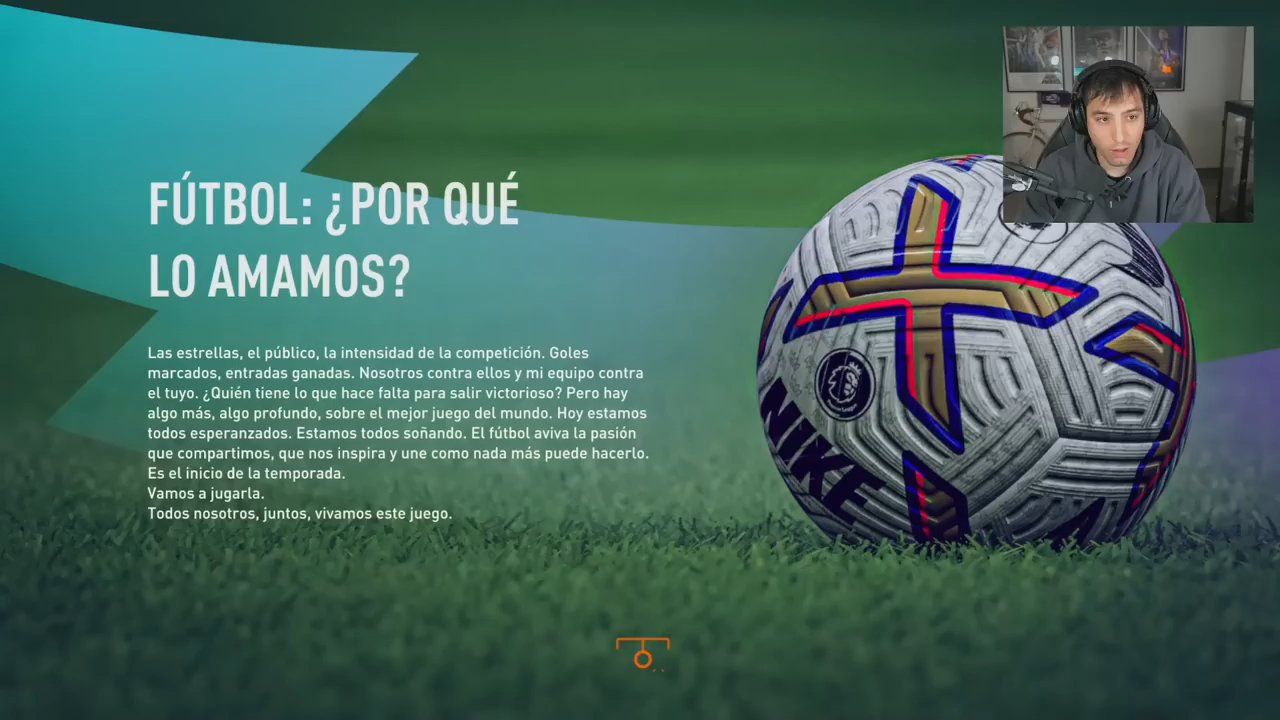 FÚTBOL: ¿POR QUÉ
LO AMAMOS?
Las estrellas, el público, la intensidad de la competición. Goles
marcados, entradas ganadas. Nosotros contra ellos y mi equipo contra
el tuyo. ¿Quién tiene lo que hace falta para salir victorioso? Pero hay
algo más, algo profundo, sobre el mejor juego del mundo. Hoy estamos
todos esperanzados. Estamos todos soñando. El fútbol aviva la pasión
que compartimos, que nos inspira y une como nada más puede hacerlo.
Es el inicio de la temporada.
Vamos a jugarla.
Todos nosotros, juntos, vivamos este juego.
NIKE